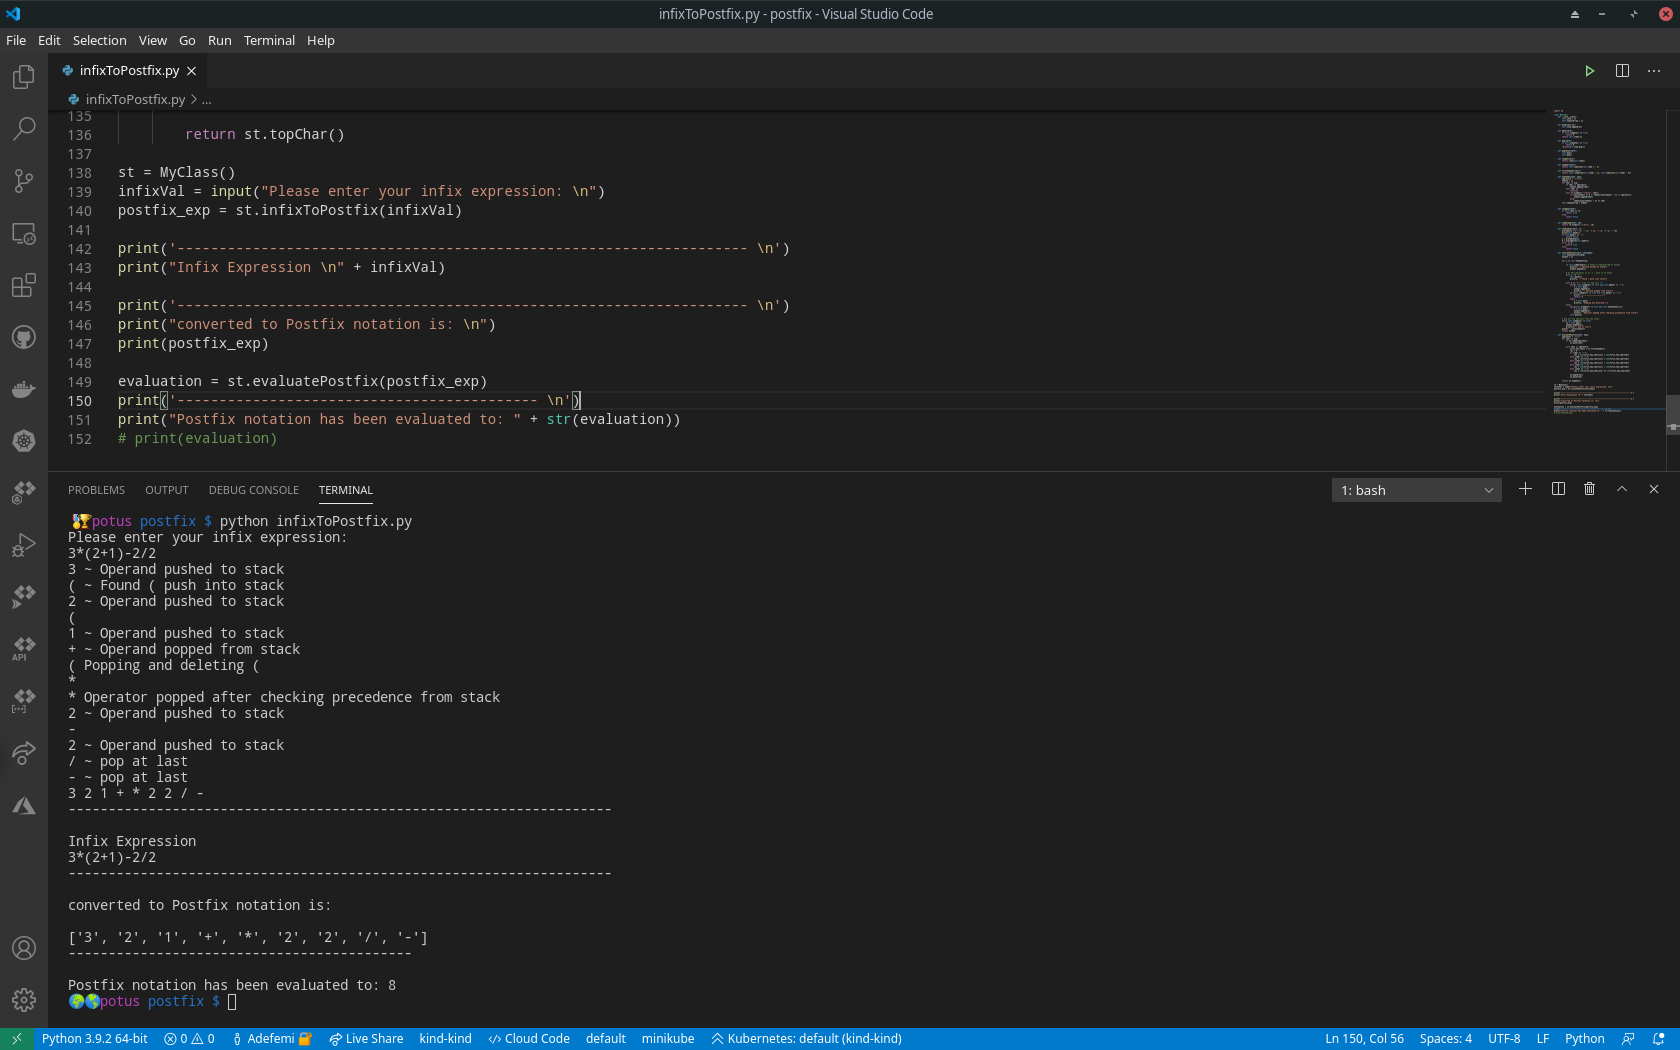 infixToPostfix.py - postfix - Visual Studio Code
File Edit Selection View Go Run Terminal Help
infixToPostfix.py
infixToPostfix.py > ...
135
136         return st.topChar()
137
138 st = MyClass()
139 infixVal = input("Please enter your infix expression: \n")
140 postfix_exp = st.infixToPostfix(infixVal)
141
142 print('-------------------------------------------------------------------- \n')
143 print("Infix Expression \n" + infixVal)
144
145 print('-------------------------------------------------------------------- \n')
146 print("converted to Postfix notation is: \n")
147 print(postfix_exp)
148
149 evaluation = st.evaluatePostfix(postfix_exp)
150 print('------------------------------------------- \n')
151 print("Postfix notation has been evaluated to: " + str(evaluation))
152 # print(evaluation)
PROBLEMS OUTPUT DEBUG CONSOLE TERMINAL 1: bash
potus postfix $ python infixToPostfix.py
Please enter your infix expression:
3*(2+1)-2/2
3 ~ Operand pushed to stack
( ~ Found ( push into stack
2 ~ Operand pushed to stack
(
1 ~ Operand pushed to stack
+ ~ Operand popped from stack
( Popping and deleting (
*
* Operator popped after checking precedence from stack
2 ~ Operand pushed to stack
-
2 ~ Operand pushed to stack
/ ~ pop at last
- ~ pop at last
3 2 1 + * 2 2 / -
--------------------------------------------------------------------
Infix Expression
3*(2+1)-2/2
--------------------------------------------------------------------
converted to Postfix notation is:
['3', '2', '1', '+', '*', '2', '2', '/', '-']
-------------------------------------------
Postfix notation has been evaluated to: 8
potus postfix $
API
Python 3.9.2 64-bit 0 0 Ademfemi Live Share kind-kind Cloud Code default minikube Kubernetes: default (kind-kind) Ln 150, Col 56 Spaces: 4 UTF-8 LF Python